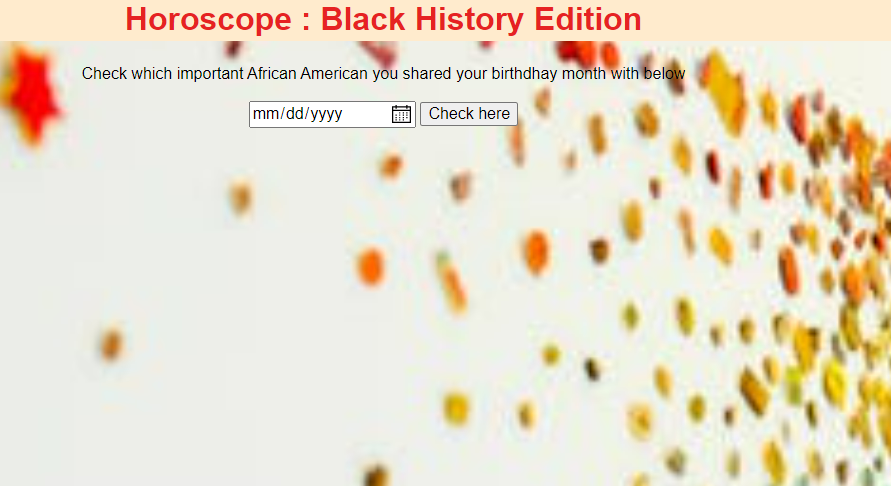 Horoscope : Black History Edition
Check which important African American you shared your birthdhay month with below
mm/dd/yyyy Check here